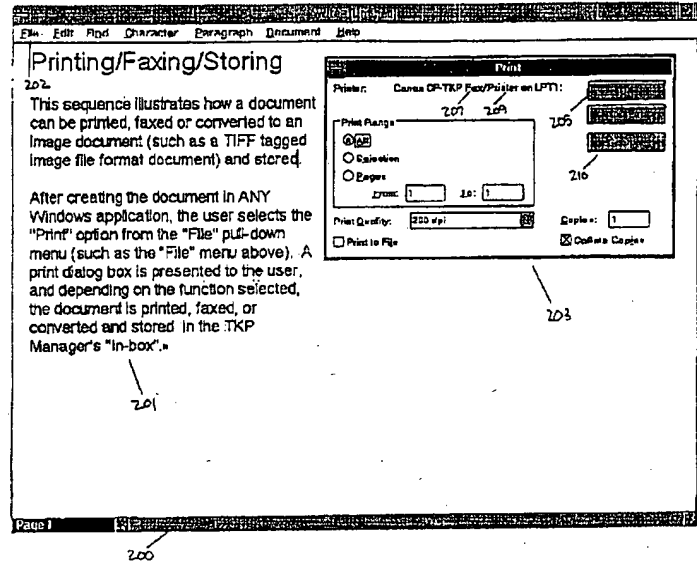 File Edit Find Character Paragraph Document Help
Printing/Faxing/Storing
202
This sequence illustrates how a document
can be printed, faxed or converted to an
image document (such as a TIFF tagged
image file format document) and stored.
After creating the document in ANY
Windows application, the user selects the
"Print" option from the "File" pull-down
menu (such as the "File" menu above). A
print dialog box is presented to the user,
and depending on the function selected,
the document is printed, faxed, or
converted and stored in the TKP
Manager's "In-box".
201
Print
Printer: Canon CP-TKP Fax/Printer on LPT1:
207 209 205
Print Range
All
Selection
210
Pages
From: 1 To: 1
Print Quality: 200 dpi Copies: 1
Print to File Collate Copies
203
Page 1
200